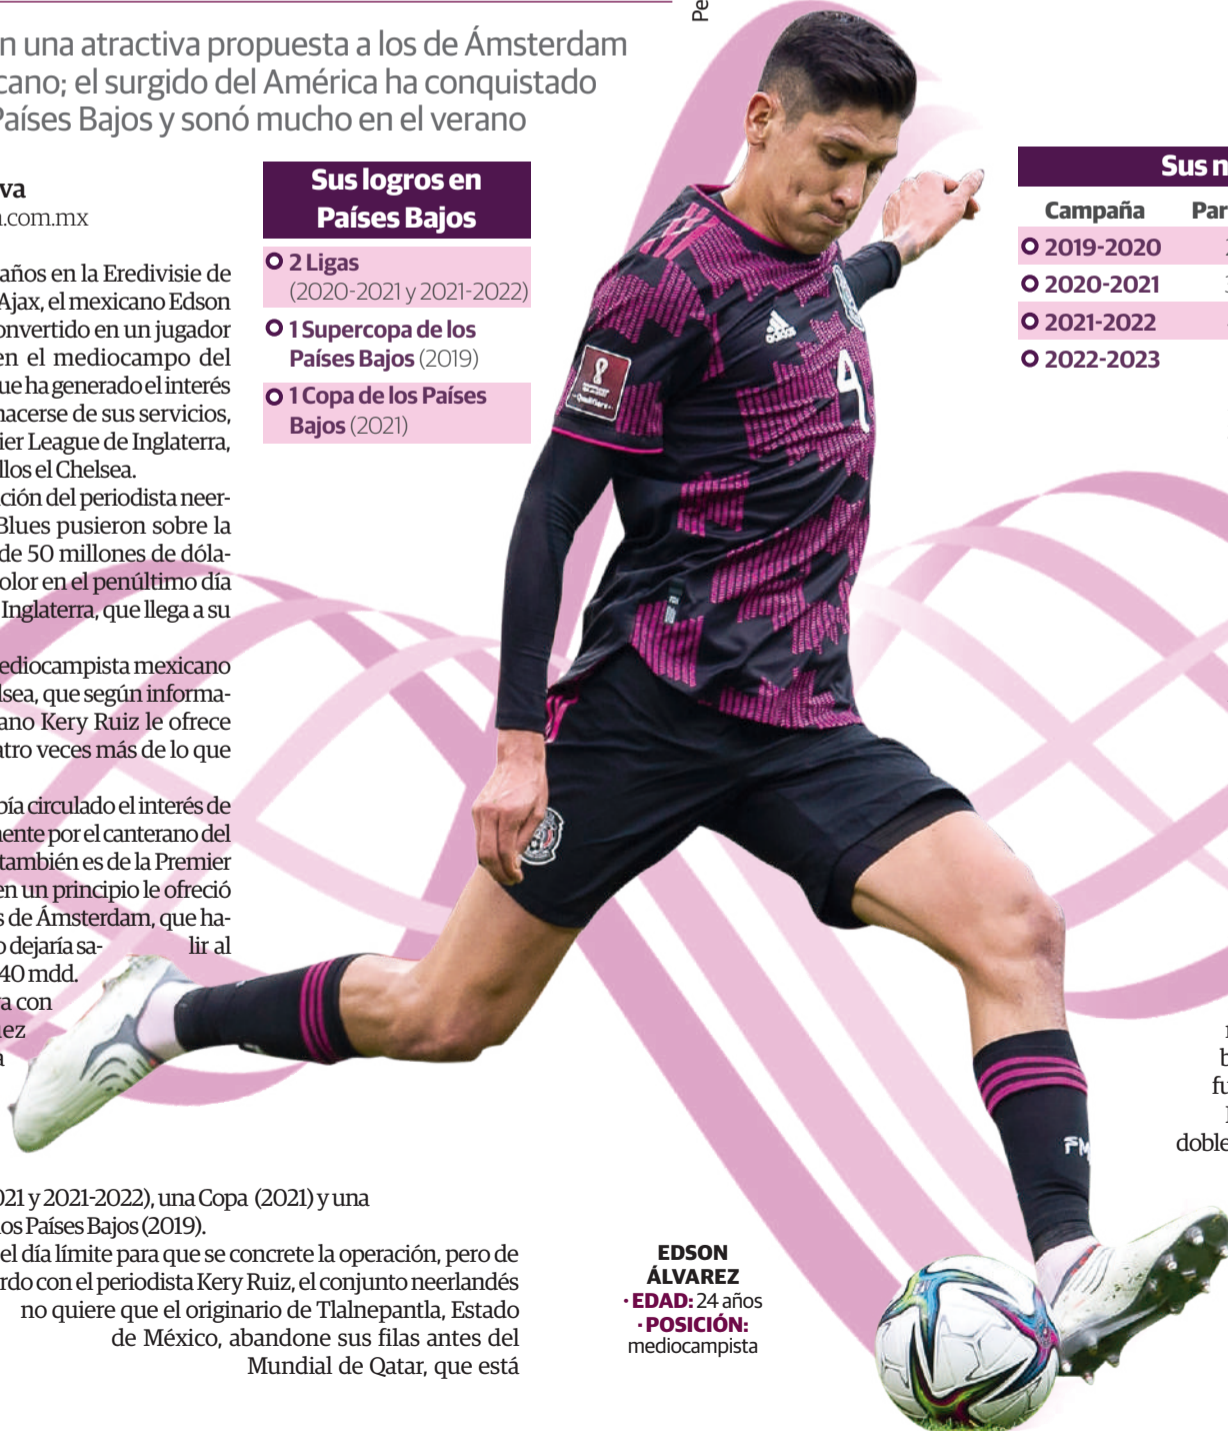 Pe
n una atractiva propuesta a los de Ámsterdam
cano; el surgido del América ha conquistado
Países Bajos y sonó mucho en el verano
va
.com.mx
años en la Eredivisie de
Ajax, el mexicano Edson
onvertido en un jugador
en el mediocampo del
ue ha generado el interés
hacerse de sus servicios,
ier League de Inglaterra,
llos el Chelsea.
ción del periodista neer-
Blues pusieron sobre la
de 50 millones de dóla-
olor en el penúltimo día
Inglaterra, que llega a su
ediocampista mexicano
lsea, que según informa-
ano Kery Ruiz le ofrece
atro veces más de lo que
bía circulado el interés de
mente por el canterano del
también es de la Premier
en un principio le ofreció
s de Ámsterdam, que ha-
o dejaría sa- lir al
40 mdd.
a con
uez
a
021 y 2021-2022), una Copa (2021) y una
los Países Bajos (2019).
el día límite para que se concrete la operación, pero de
rdo con el periodista Kery Ruiz, el conjunto neerlandés
no quiere que el originario de Tlalnepantla, Estado
de México, abandone sus filas antes del
Mundial de Qatar, que está
Sus logros en
Países Bajos
2 Ligas
(2020-2021 y 2021-2022)
1 Supercopa de los
Países Bajos (2019)
1 Copa de los Países
Bajos (2021)
adidas
4
Qualifiers
FM
EDSON
ÁLVAREZ
· EDAD: 24 años
· POSICIÓN:
mediocampista
Sus n
Campaña Par
2019-2020
2020-2021
2021-2022
2022-2023
b
fu
doble